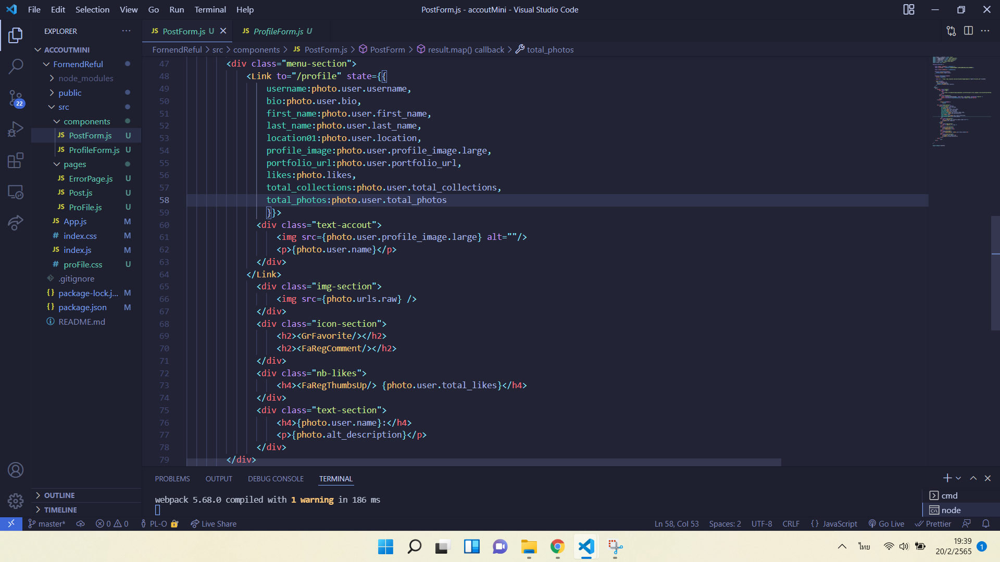 File Edit Selection View Go Run Terminal Help
PostForm.js - accoutMini - Visual Studio Code
EXPLORER
ACCOUTMINI
FornendReful
node_modules
public
src
components
JS PostForm.js U
JS ProfileForm.js U
pages
JS ErrorPage.js U
JS Post.js U
JS ProFile.js U
JS App.js M
# index.css M
JS index.js M
# proFile.css U
.gitignore
{} package-lock.j... M
{} package.json M
README.md
OUTLINE
TIMELINE
22
JS PostForm.js U
JS ProfileForm.js U
FornendReful > src > components > JS PostForm.js > PostForm > result.map() callback > total_photos
47 <div class="menu-section">
48 <Link to="/profile" state={{
49 username:photo.user.username,
50 bio:photo.user.bio,
51 first_name:photo.user.first_name,
52 last_name:photo.user.last_name,
53 location01:photo.user.location,
54 profile_image:photo.user.profile_image.large,
55 portfolio_url:photo.user.portfolio_url,
56 likes:photo.likes,
57 total_collections:photo.user.total_collections,
58 total_photos:photo.user.total_photos
59 }}>
60 <div class="text-accout">
61 <img src={photo.user.profile_image.large} alt=""/>
62 <p>{photo.user.name}</p>
63 </div>
64 </Link>
65 <div class="img-section">
66 <img src={photo.urls.raw} />
67 </div>
68 <div class="icon-section">
69 <h2><GrFavorite/></h2>
70 <h2><FaRegComment/></h2>
71 </div>
72 <div class="nb-likes">
73 <h4><FaRegThumbsUp/> {photo.user.total_likes}</h4>
74 </div>
75 <div class="text-section">
76 <h4>{photo.user.name}:</h4>
77 <p>{photo.alt_description}</p>
78 </div>
79 </div>
PROBLEMS OUTPUT DEBUG CONSOLE TERMINAL
webpack 5.68.0 compiled with 1 warning in 186 ms
cmd
node
master* 0 0 PL-O Live Share
Ln 58, Col 53 Spaces: 2 UTF-8 CRLF {} JavaScript Go Live Prettier
ไทย
19:39
20/2/2565
1